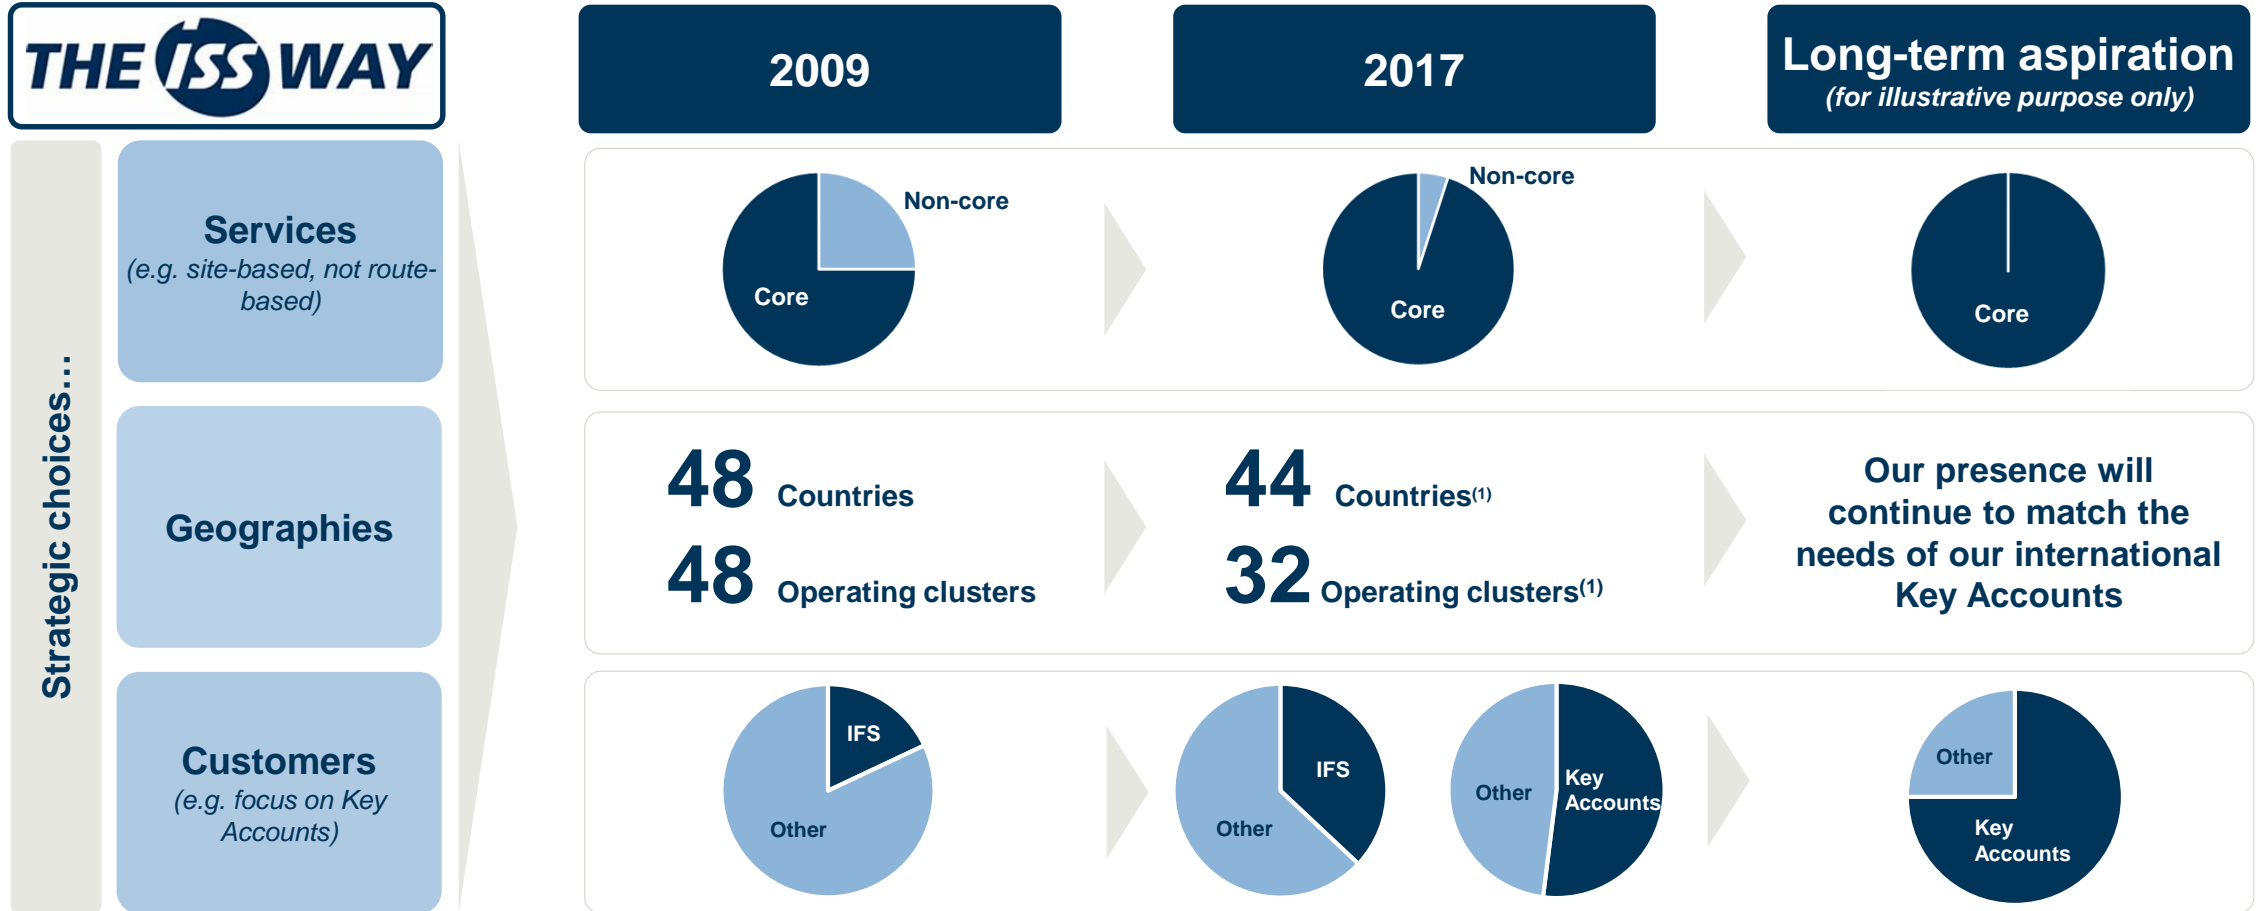 THE ISS WAY
2009
2017
Long-term aspiration
(for illustrative purpose only)
Strategic choices…
Services
(e.g. site-based, not route-
based)
Non-core
Core
Non-core
Core
Core
Geographies
48 Countries
48 Operating clusters
44 Countries(1)
32 Operating clusters(1)
Our presence will
continue to match the
needs of our international
Key Accounts
Customers
(e.g. focus on Key
Accounts)
IFS
Other
IFS
Other
Other
Key
Accounts
Other
Key
Accounts